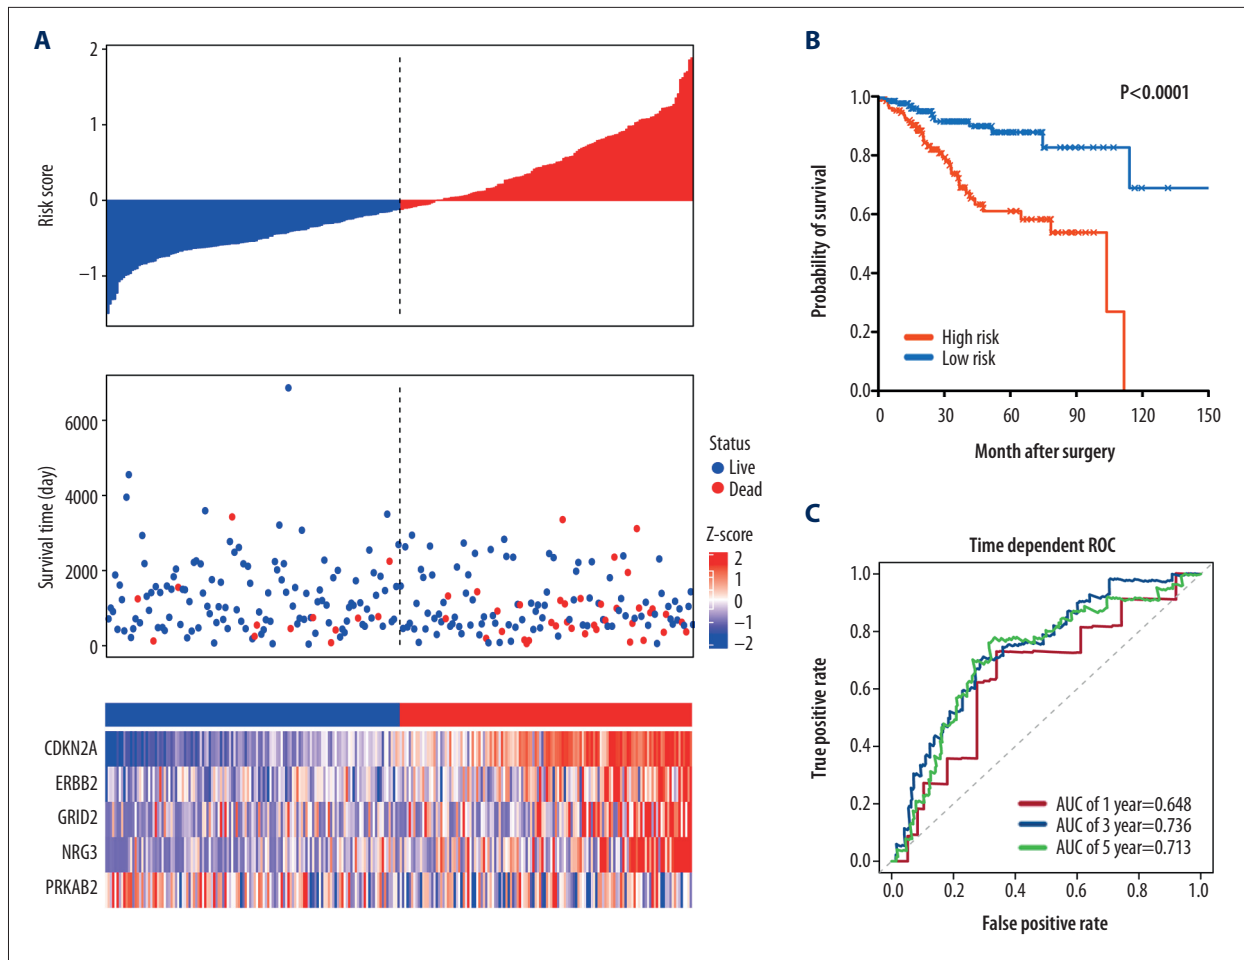 A
2
1
0
−1
Risk score
6000
4000
2000
0
Survival time (day)
Status
Live
Dead
Z-score
2
1
0
−1
−2
CDKN2A
ERBB2
GRID2
NRG3
PRKAB2
B
P<0.0001
1.0
0.8
0.6
0.4
0.2
0.0
Probability of survival
High risk
Low risk
0 30 60 90 120 150
Month after surgery
C
Time dependent ROC
1.0
0.8
0.6
0.4
0.2
0.0
True positive rate
AUC of 1 year=0.648
AUC of 3 year=0.736
AUC of 5 year=0.713
0.0 0.2 0.4 0.6 0.8 1.0
False positive rate